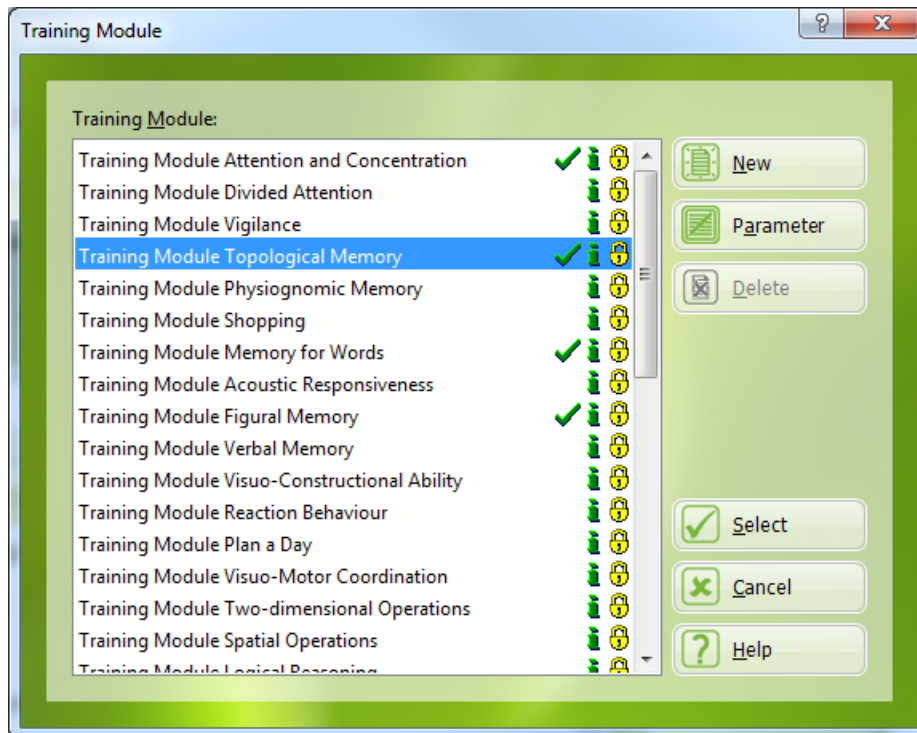 Training Module
Training Module:
Training Module Attention and Concentration
Training Module Divided Attention
Training Module Vigilance
Training Module Topological Memory
Training Module Physiognomic Memory
Training Module Shopping
Training Module Memory for Words
Training Module Acoustic Responsiveness
Training Module Figural Memory
Training Module Verbal Memory
Training Module Visuo-Constructional Ability
Training Module Reaction Behaviour
Training Module Plan a Day
Training Module Visuo-Motor Coordination
Training Module Two-dimensional Operations
Training Module Spatial Operations
Training Module Logical Reasoning
New
Parameter
Delete
Select
Cancel
Help